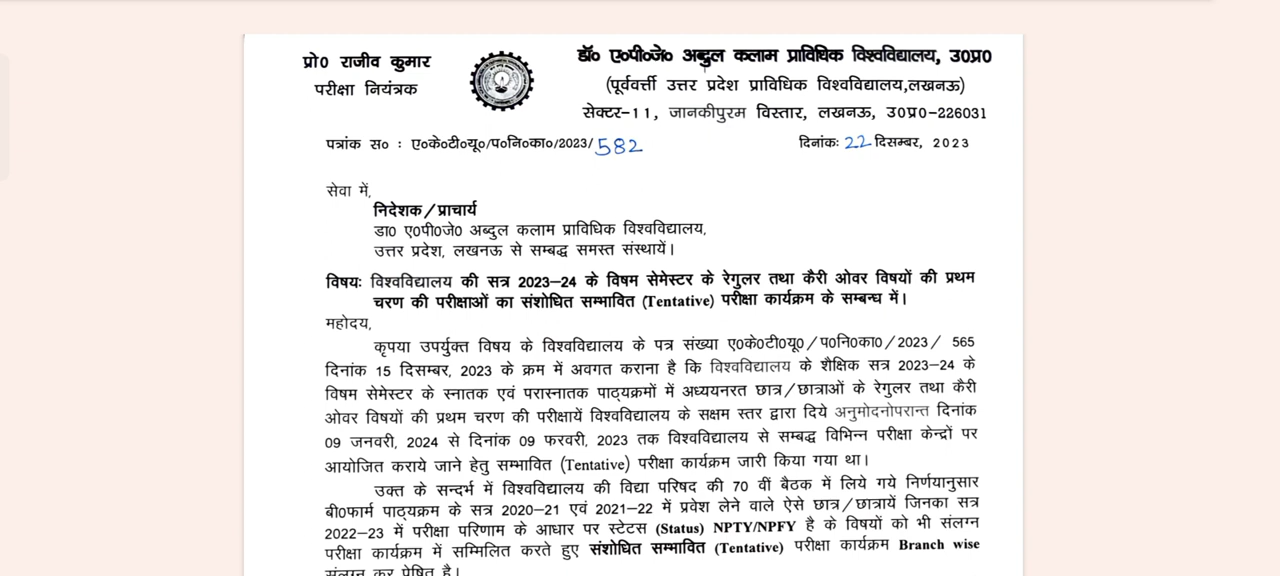 प्रो0 राजीव कुमार
परीक्षा नियंत्रक
डॉ० ए०पी०जे० अब्दुल कलाम प्राविधिक विश्वविद्यालय, उ0प्र0
(पूर्ववर्त्ती उत्तर प्रदेश प्राविधिक विश्वविद्यालय,लखनऊ)
सेक्टर-11, जानकीपुरम विस्तार, लखनऊ, उ0प्र0-226031
पत्रांक स० : ए०के०टी०यू०/प०नि०का०/2023/582
दिनांकः 22 दिसम्बर, 2023
सेवा में,
निदेशक/प्राचार्य
डा0 ए0पी0जे0 अब्दुल कलाम प्राविधिक विश्वविद्यालय,
उत्तर प्रदेश, लखनऊ से सम्बद्ध समस्त संस्थायें।
विषयः विश्वविद्यालय की सत्र 2023-24 के विषम सेमेस्टर के रेगुलर तथा कैरी ओवर विषयों की प्रथम
चरण की परीक्षाओं का संशोधित सम्भावित (Tentative) परीक्षा कार्यक्रम के सम्बन्ध में।
महोदय,
कृपया उपर्युक्त विषय के विश्वविद्यालय के पत्र संख्या ए0के0टी0यू0/प0नि0का0/2023/ 565
दिनांक 15 दिसम्बर, 2023 के क्रम में अवगत कराना है कि विश्वविद्यालय के शैक्षिक सत्र 2023-24 के
विषम सेमेस्टर के स्नातक एवं परास्नातक पाठ्यक्रमों में अध्ययनरत छात्र/छात्राओं के रेगुलर तथा कैरी
ओवर विषयों की प्रथम चरण की परीक्षायें विश्वविद्यालय के सक्षम स्तर द्वारा दिये अनुमोदनोपरान्त दिनांक
09 जनवरी, 2024 से दिनांक 09 फरवरी, 2023 तक विश्वविद्यालय से सम्बद्ध विभिन्न परीक्षा केन्द्रों पर
आयोजित कराये जाने हेतु सम्भावित (Tentative) परीक्षा कार्यक्रम जारी किया गया था।
उक्त के सन्दर्भ में विश्वविद्यालय की विद्या परिषद की 70 वीं बैठक में लिये गये निर्णयानुसार
बी0फार्म पाठ्यक्रम के सत्र 2020-21 एवं 2021-22 में प्रवेश लेने वाले ऐसे छात्र/छात्रायें जिनका सत्र
2022-23 में परीक्षा परिणाम के आधार पर स्टेटस (Status) NPTY/NPFY है के विषयों को भी संलग्न
परीक्षा कार्यक्रम में सम्मिलित करते हुए संशोधित सम्भावित (Tentative) परीक्षा कार्यक्रम Branch wise
संलग्न कर प्रेषित है।